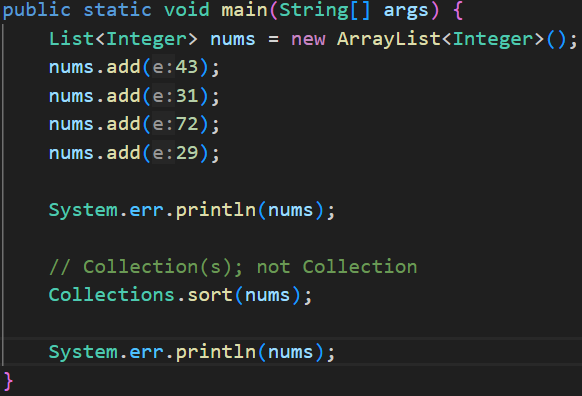 public static void main(String[] args) {
List<Integer> nums = new ArrayList<Integer>();
nums.add(e:43);
nums.add(e:31);
nums.add(e:72);
nums.add(e:29);
System.err.println(nums);
// Collection(s); not Collection
Collections.sort(nums);
System.err.println(nums);
}